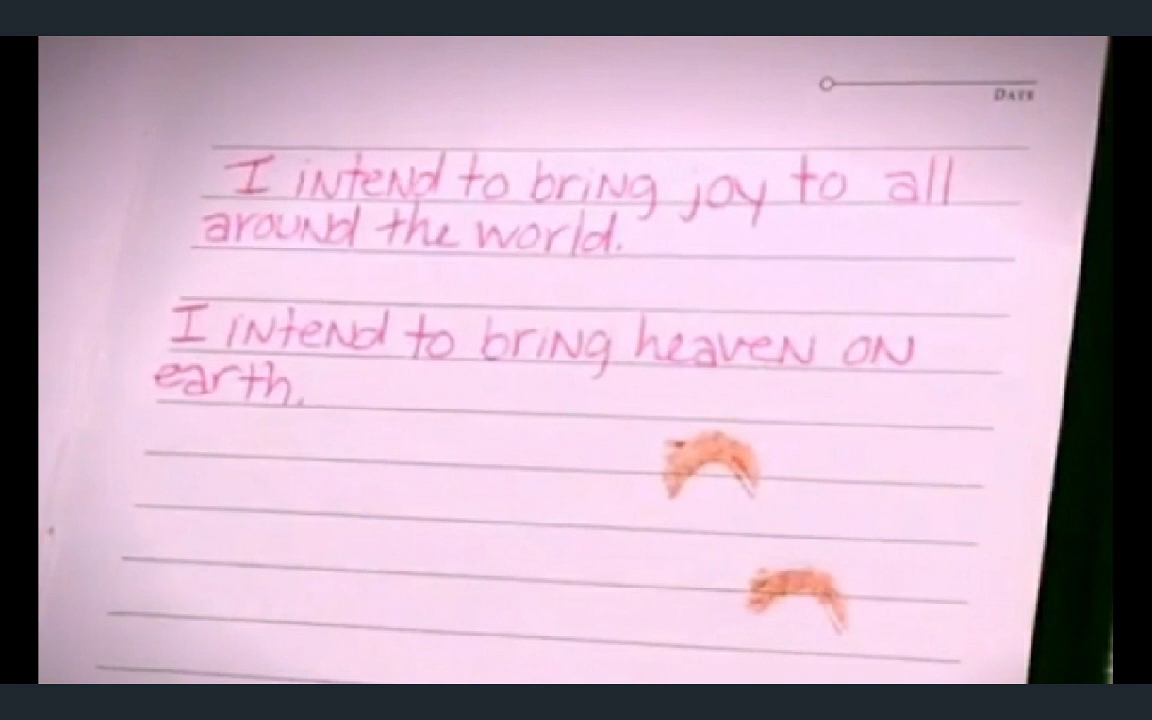 DATE
I intend to bring joy to all
around the world.
I intend to bring heaven on
earth.